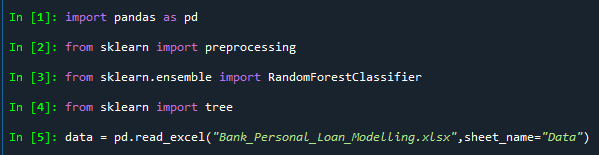 In [1]: import pandas as pd
In [2]: from sklearn import preprocessing
In [3]: from sklearn.ensemble import RandomForestClassifier
In [4]: from sklearn import tree
In [5]: data = pd.read_excel("Bank_Personal_Loan_Modelling.xlsx",sheet_name="Data")